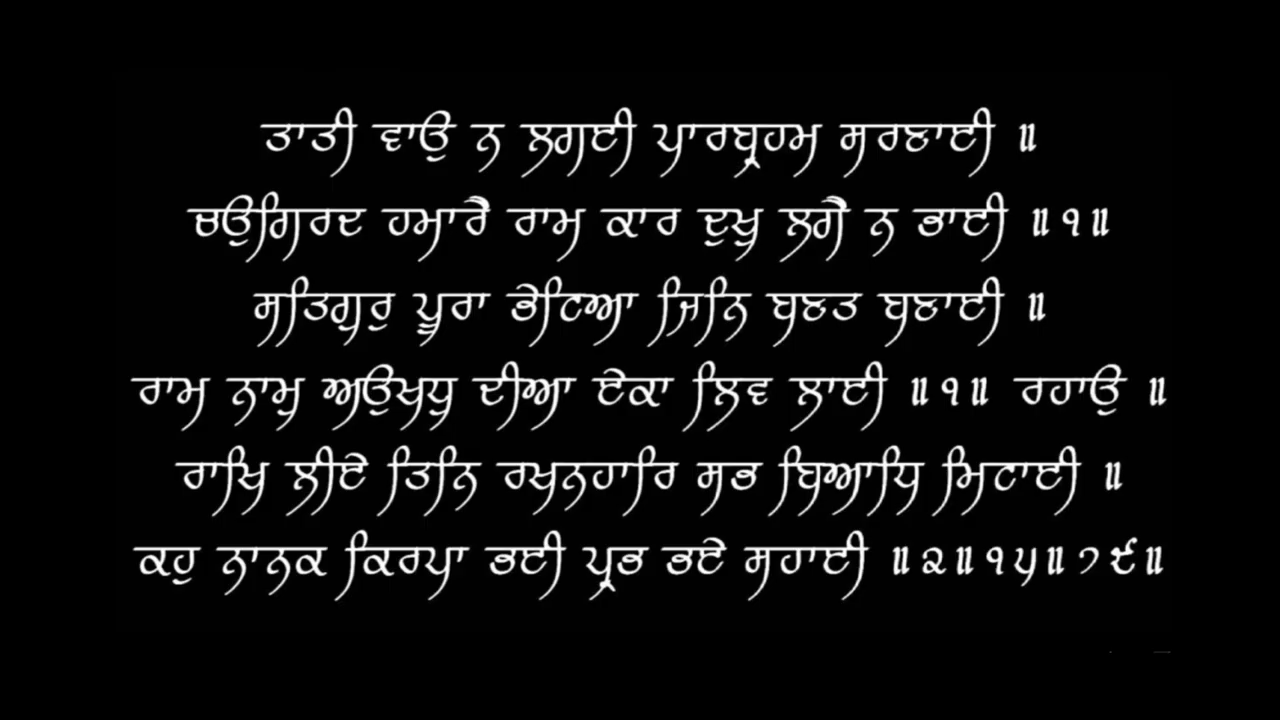 ਤਾਤੀ ਵਾਉ ਨ ਲਗਈ ਪਾਰਬ੍ਰਹਮ ਸਰਣਾਈ ॥
ਚਉਗਿਰਦ ਹਮਾਰੈ ਰਾਮ ਕਾਰ ਦੁਖੁ ਲਗੈ ਨ ਭਾਈ ॥੧॥
ਸਤਿਗੁਰੁ ਪੂਰਾ ਭੇਟਿਆ ਜਿਨਿ ਬਣਤ ਬਣਾਈ ॥
ਰਾਮ ਨਾਮੁ ਅਉਖਧੁ ਦੀਆ ਏਕਾ ਲਿਵ ਲਾਈ ॥੧॥ ਰਹਾਉ ॥
ਰਾਖਿ ਲੀਏ ਤਿਨਿ ਰਖਨਹਾਰਿ ਸਭ ਬਿਆਧਿ ਮਿਟਾਈ ॥
ਕਹੁ ਨਾਨਕ ਕਿਰਪਾ ਭਈ ਪ੍ਰਭ ਭਏ ਸਹਾਈ ॥੨॥੧੫॥੭੯॥